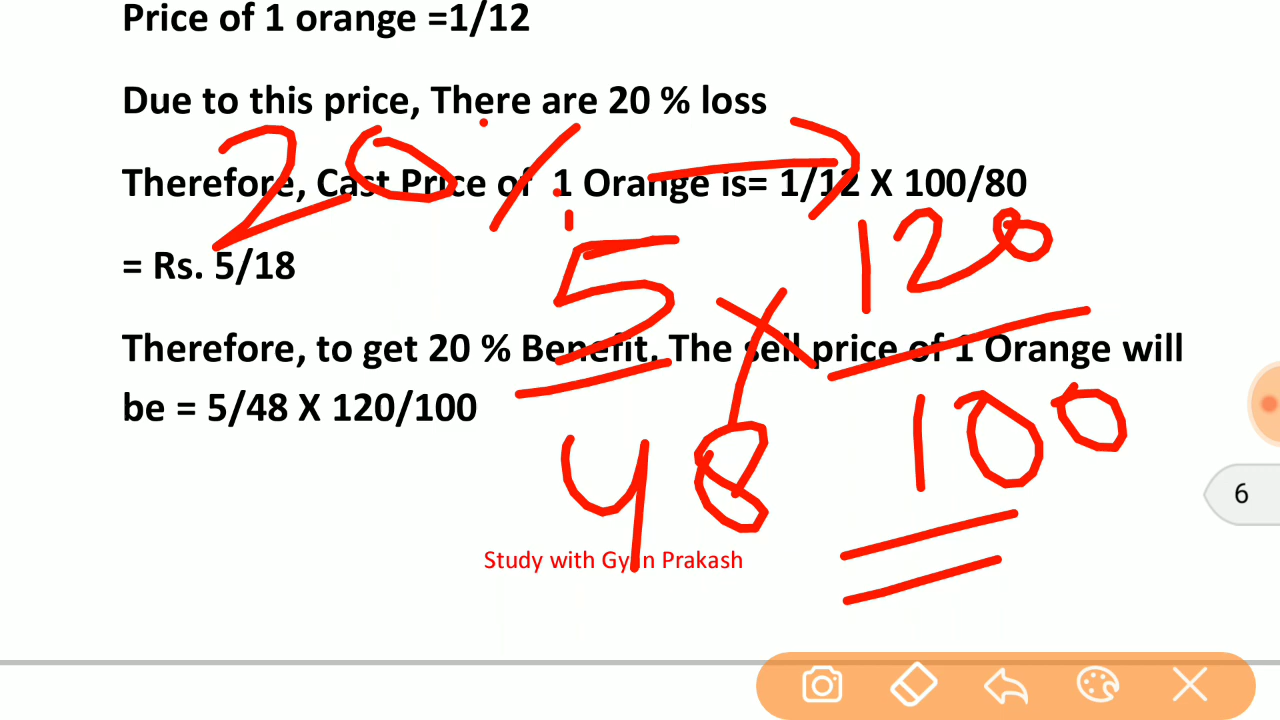 Price of 1 orange =1/12
Due to this price, There are 20 % loss
20 %
Therefore, Cast Price of 1 Orange is= 1/12 X 100/80
= Rs. 5/18
5 x 120
Therefore, to get 20 % Benefit. The sell price of 1 Orange will
be = 5/48 X 120/100
48 100
Study with Gyan Prakash
6